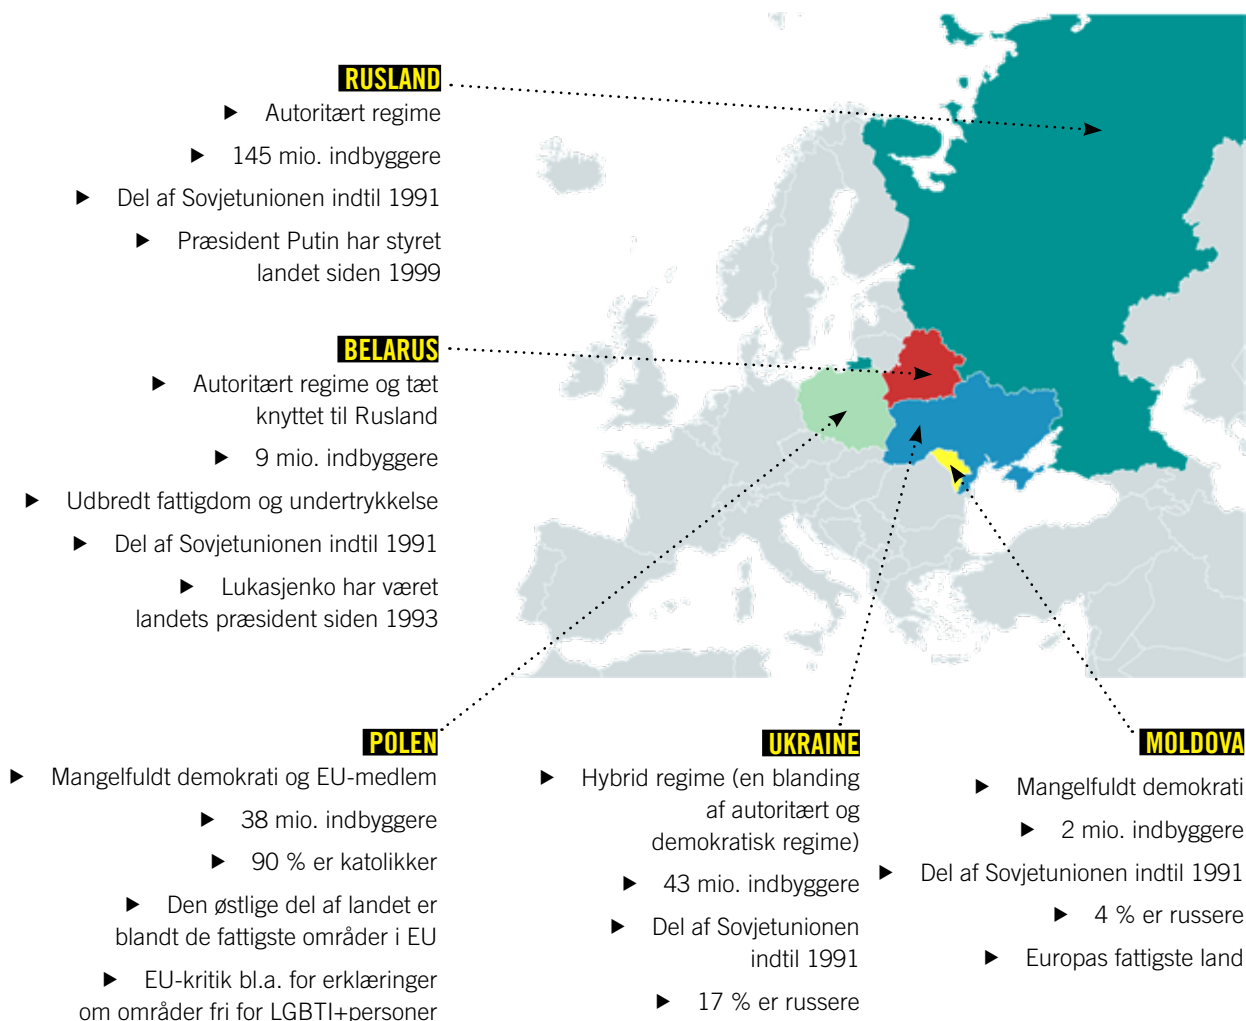 RUSLAND
▶ Autoritært regime
▶ 145 mio. indbyggere
▶ Del af Sovjetunionen indtil 1991
▶ Præsident Putin har styret
landet siden 1999
BELARUS
▶ Autoritært regime og tæt
knyttet til Rusland
▶ 9 mio. indbyggere
▶ Udbredt fattigdom og undertrykkelse
▶ Del af Sovjetunionen indtil 1991
▶ Lukasjenko har været
landets præsident siden 1993
POLEN
▶ Mangelfuldt demokrati og EU-medlem
▶ 38 mio. indbyggere
▶ 90 % er katolikker
▶ Den østlige del af landet er
blandt de fattigste områder i EU
▶ EU-kritik bl.a. for erklæringer
om områder fri for LGBTI+personer
UKRAINE
▶ Hybrid regime (en blanding
af autoritært og
demokratisk regime)
▶ 43 mio. indbyggere
▶ Del af Sovjetunionen
indtil 1991
▶ 17 % er russere
MOLDOVA
▶ Mangelfuldt demokrati
▶ 2 mio. indbyggere
▶ Del af Sovjetunionen indtil 1991
▶ 4 % er russere
▶ Europas fattigste land